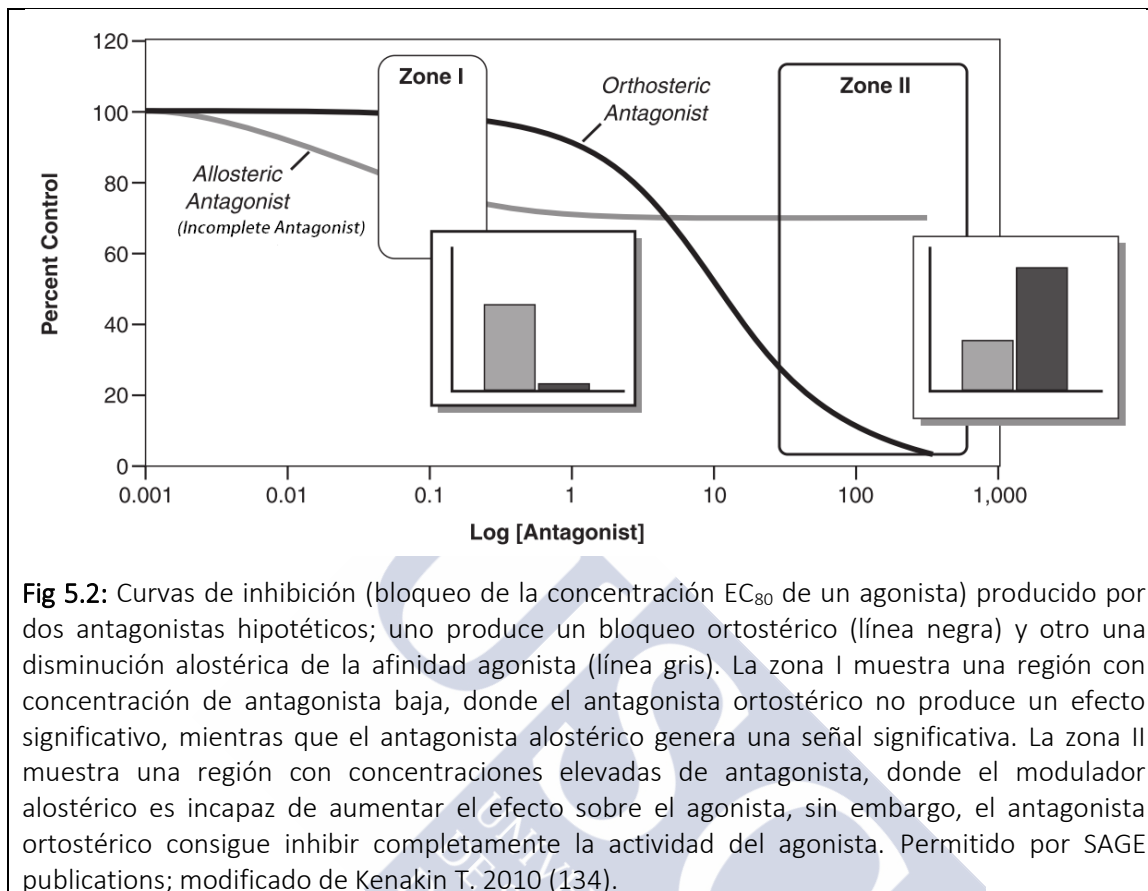 120
100
80
60
40
20
0
Percent Control
Zone I
Orthosteric
Antagonist
Zone II
Allosteric
Antagonist
(Incomplete Antagonist)
0.001
0.01
0.1
1
10
100
1,000
Log [Antagonist]
Fig 5.2: Curvas de inhibición (bloqueo de la concentración EC80 de un agonista) producido por
dos antagonistas hipotéticos; uno produce un bloqueo ortostérico (línea negra) y otro una
disminución alostérica de la afinidad agonista (línea gris). La zona I muestra una región con
concentración de antagonista baja, donde el antagonista ortostérico no produce un efecto
significativo, mientras que el antagonista alostérico genera una señal significativa. La zona II
muestra una región con concentraciones elevadas de antagonista, donde el modulador
alostérico es incapaz de aumentar el efecto sobre el agonista, sin embargo, el antagonista
ortostérico consigue inhibir completamente la actividad del agonista. Permitido por SAGE
publications; modificado de Kenakin T. 2010 (134).